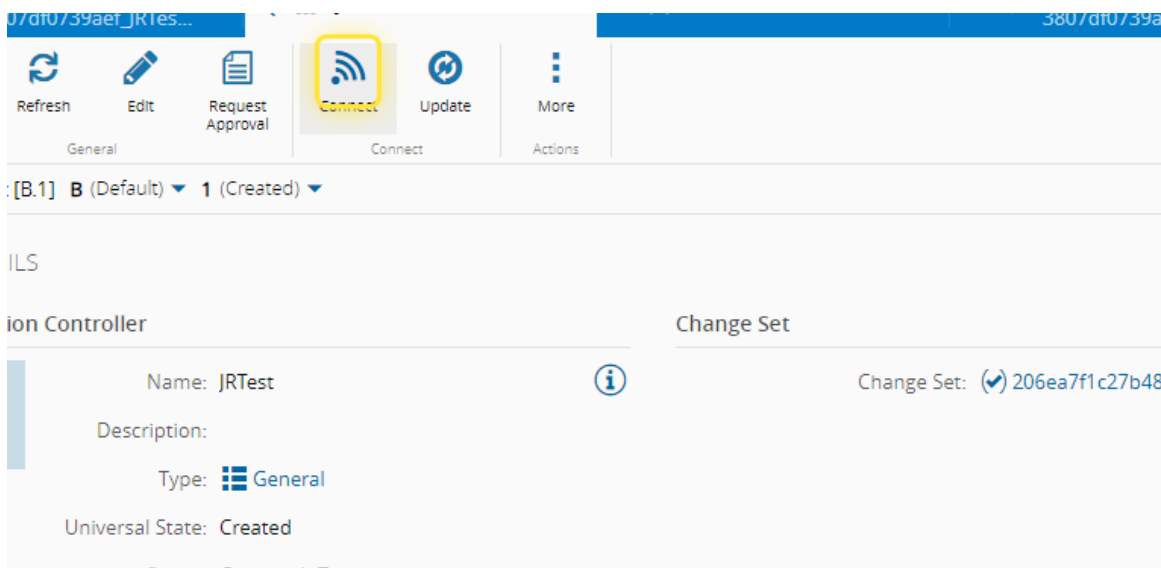 07df0739aef_JRTes...
3807df0739a
Refresh Edit Request Approval Connect Update More
General Connect Actions
[B.1] B (Default) 1 (Created)
ILS
ion Controller Change Set
Name: JRTest Change Set: 206ea7f1c27b48
Description:
Type: General
Universal State: Created